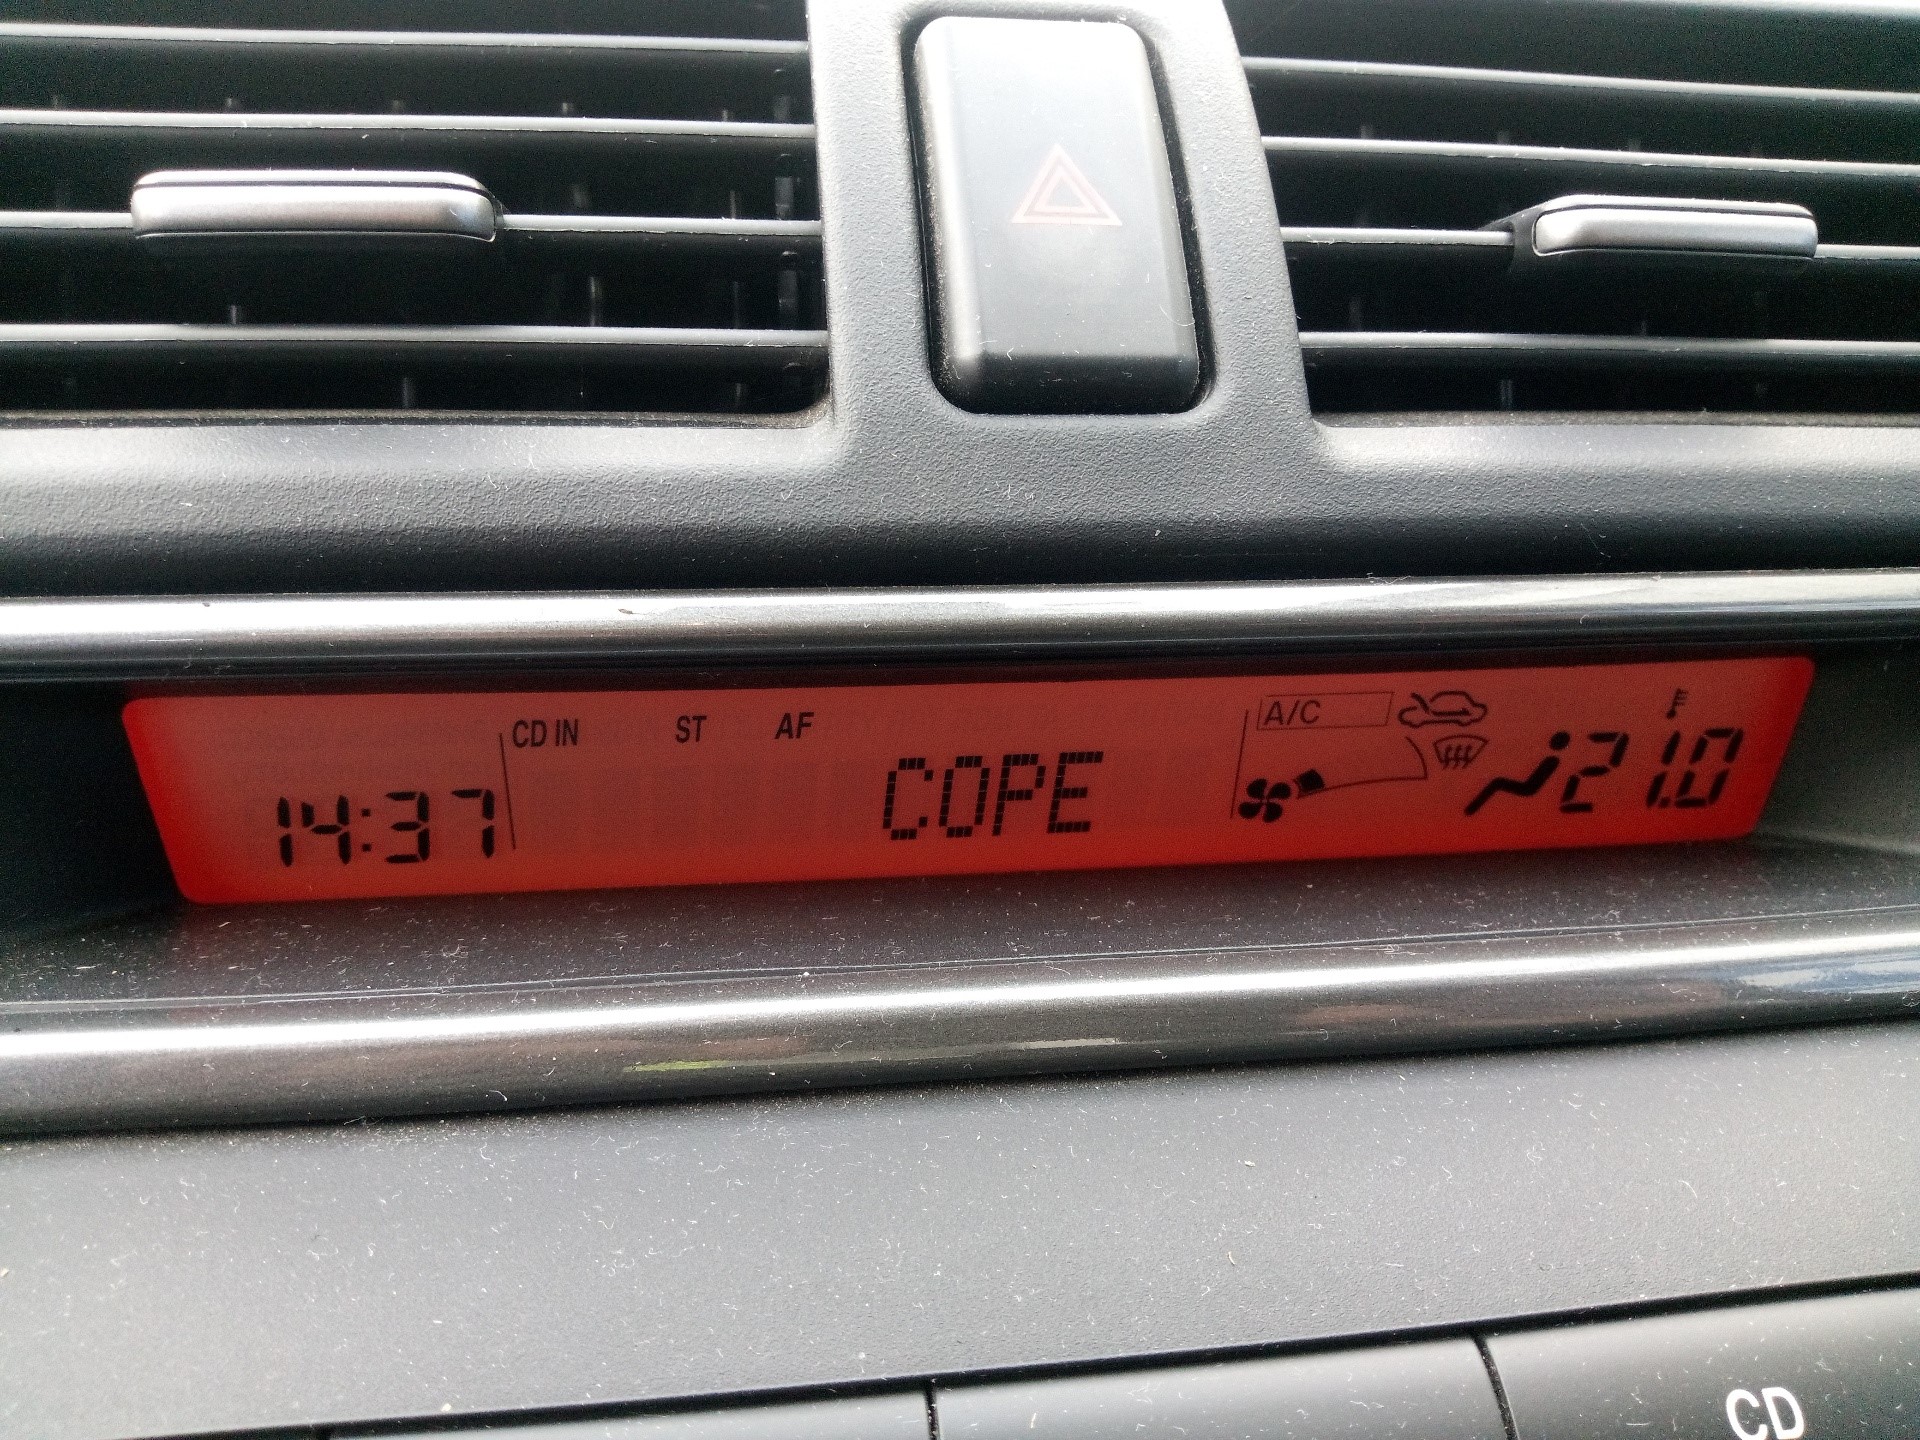 CD IN ST AF A/C
14:37 COPE 21.0
CD